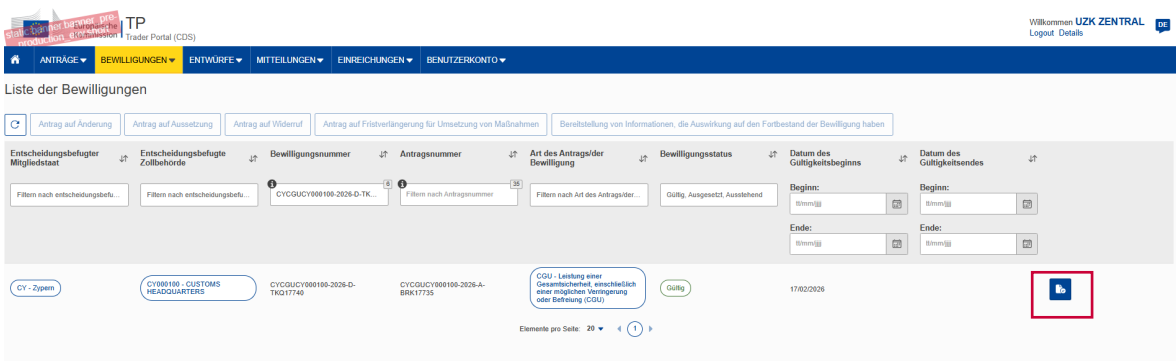 static banner banner_pre-
production_env.short
Europäische
Kommission
TP
Trader Portal (CDS)
Willkommen UZK ZENTRAL
Logout Details
DE
ANTRÄGE BEWILLIGUNGEN ENTWÜRFE MITTEILUNGEN EINREICHUNGEN BENUTZERKONTO
Liste der Bewilligungen
Antrag auf Änderung Antrag auf Aussetzung Antrag auf Widerruf Antrag auf Fristverlängerung für Umsetzung von Maßnahmen Bereitstellung von Informationen, die Auswirkung auf den Fortbestand der Bewilligung haben
Entscheidungsbefugter
Mitgliedstaat
Entscheidungsbefugte
Zollbehörde
Bewilligungsnummer
Antragsnummer
Art des Antrags/der
Bewilligung
Bewilligungsstatus
Datum des
Gültigkeitsbeginns
Datum des
Gültigkeitsendes
Filtern nach entscheidungsbefu...
Filtern nach entscheidungsbefu...
CYCGUCY000100-2026-D-TK...
6
Filtern nach Antragsnummer
35
Filtern nach Art des Antrags/der...
Gültig, Ausgesetzt, Ausstehend
Beginn:
tt/mm/jjjj
Ende:
tt/mm/jjjj
Beginn:
tt/mm/jjjj
Ende:
tt/mm/jjjj
CY - Zypern
CY000100 - CUSTOMS
HEADQUARTERS
CYCGUCY000100-2026-D-
TKQ17740
CYCGUCY000100-2026-A-
BRK17735
CGU - Leistung einer
Gesamtsicherheit, einschließlich
einer möglichen Verringerung
oder Befreiung (CGU)
Gültig
17/02/2026
Elemente pro Seite: 20 1